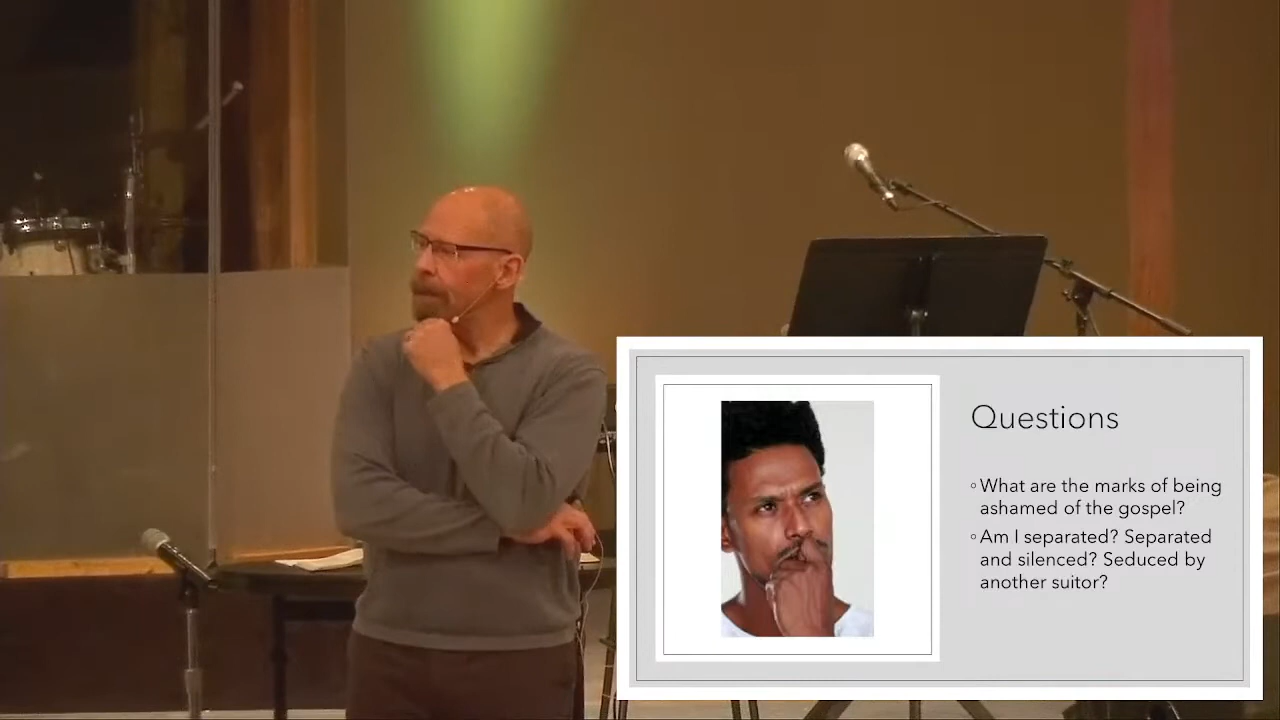 Questions
◦ What are the marks of being
ashamed of the gospel?
◦ Am I separated? Separated
and silenced? Seduced by
another suitor?